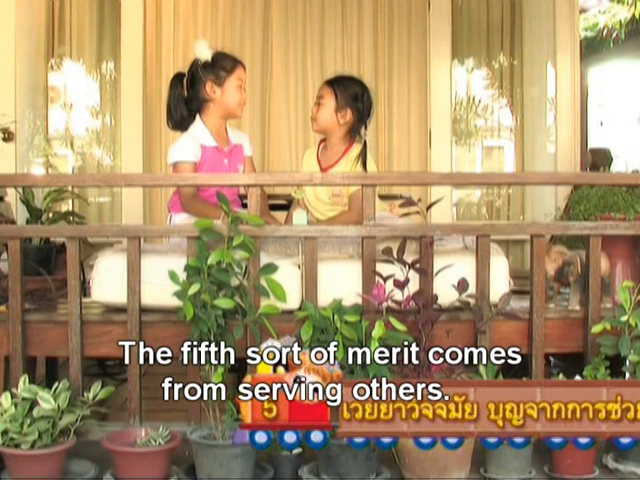 The fifth sort of merit comes
from serving others.
5 เวยยาวัจจมัย บุญจากการช่วย